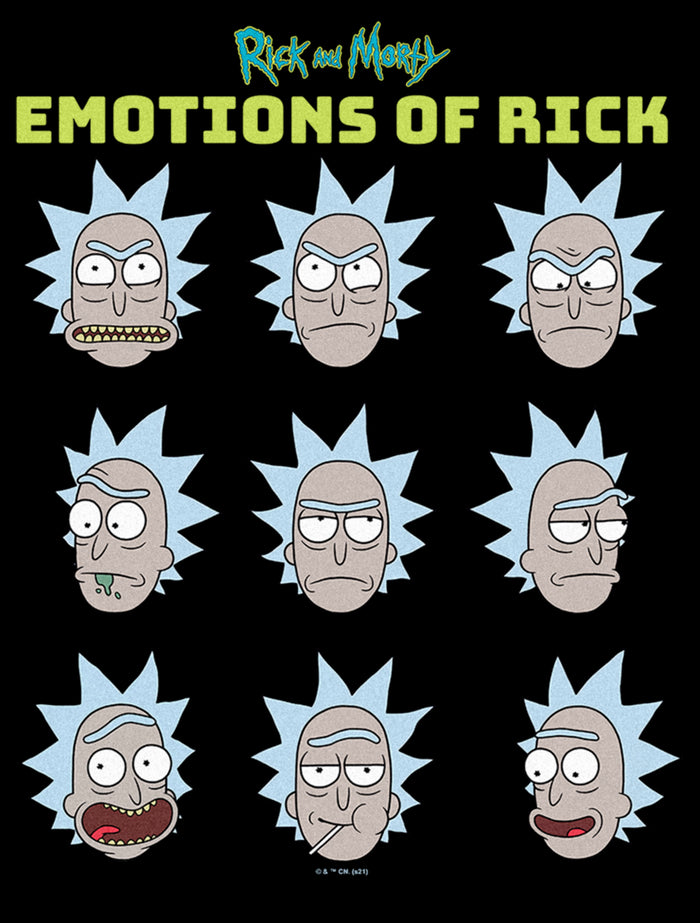 Rick and Morty
EMOTIONS OF RICK
© & ™ CN. (s21)